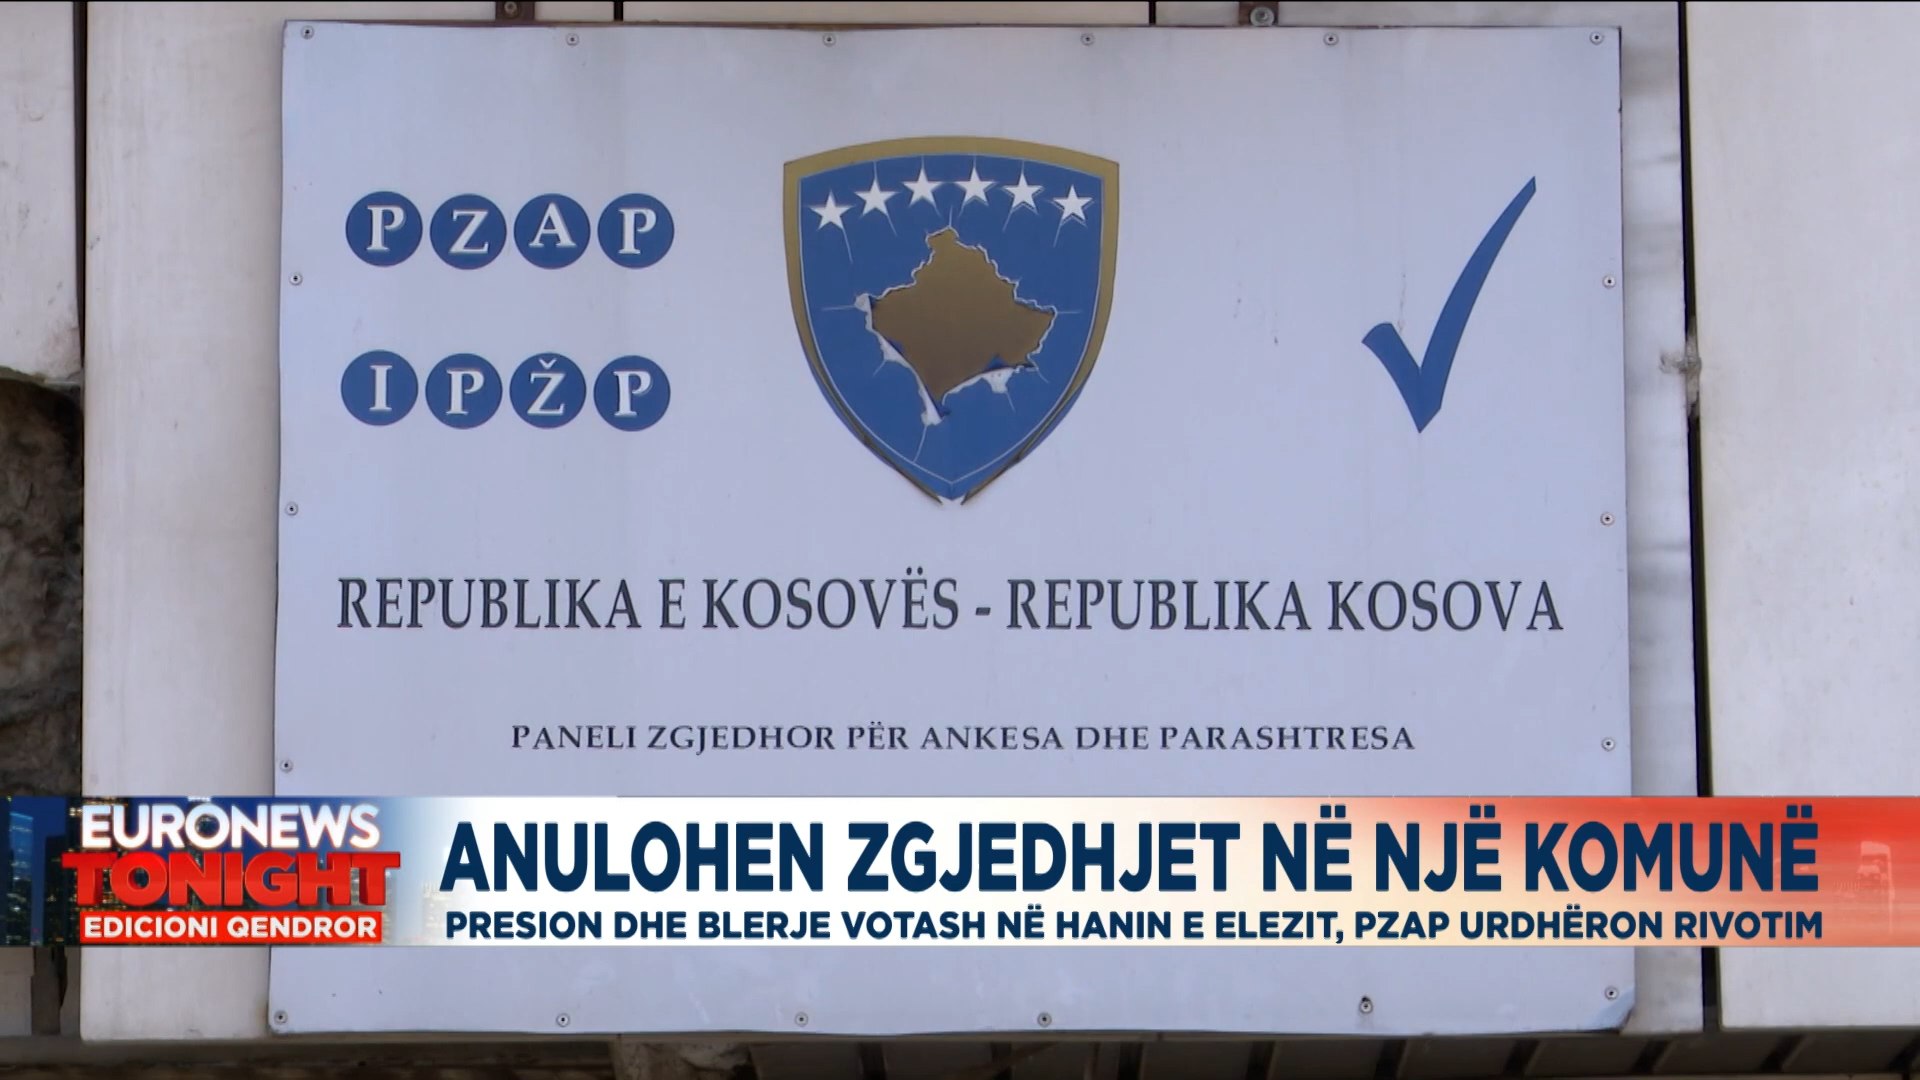 PZAP
IPŽP
REPUBLIKA E KOSOVËS - REPUBLIKA KOSOVA
PANELI ZGJEDHOR PËR ANKESA DHE PARASHTRESA
EURONEWS
TONIGHT
EDICIONI QENDROR
ANULOHEN ZGJEDHJET NË NJË KOMUNË
PRESION DHE BLERJE VOTASH NË HANIN E ELEZIT, PZAP URDHËRON RIVOTIM